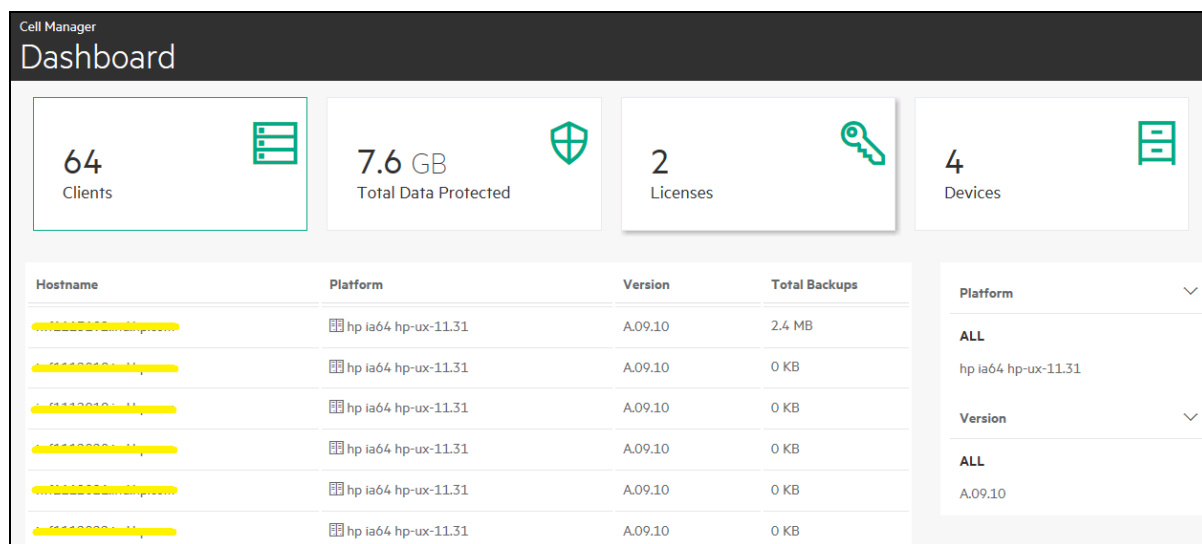 Cell Manager
Dashboard
64
Clients
7.6 GB
Total Data Protected
2
Licenses
4
Devices
Hostname Platform Version Total Backups
hp ia64 hp-ux-11.31 A.09.10 2.4 MB
hp ia64 hp-ux-11.31 A.09.10 0 KB
hp ia64 hp-ux-11.31 A.09.10 0 KB
hp ia64 hp-ux-11.31 A.09.10 0 KB
hp ia64 hp-ux-11.31 A.09.10 0 KB
hp ia64 hp-ux-11.31 A.09.10 0 KB
Platform
ALL
hp ia64 hp-ux-11.31
Version
ALL
A.09.10